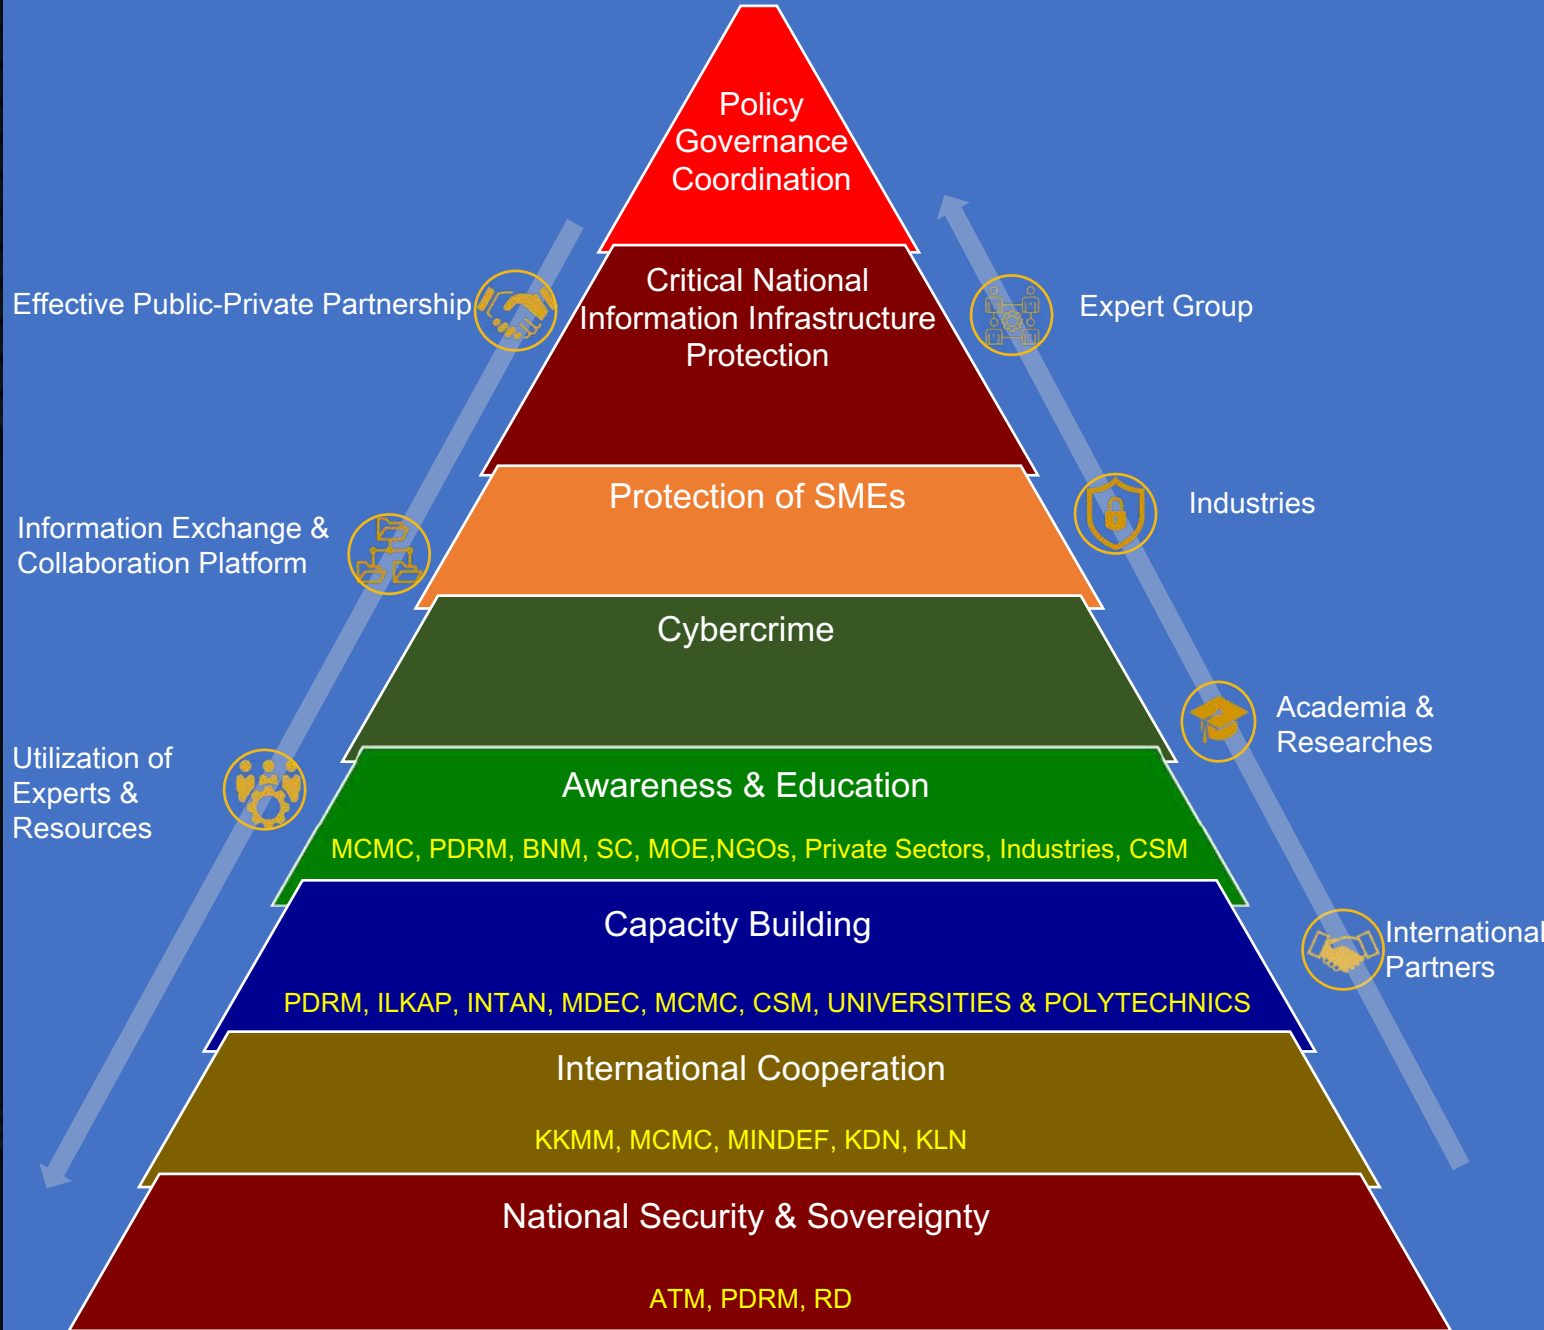 Policy
Governance
Coordination
Critical National
Information Infrastructure
Protection
Effective Public-Private Partnership
Expert Group
Protection of SMEs
Industries
Information Exchange &
Collaboration Platform
Cybercrime
Academia &
Researches
Utilization of
Experts &
Resources
Awareness & Education
MCMC, PDRM, BNM, SC, MOE,NGOs, Private Sectors, Industries, CSM
Capacity Building
International
Partners
PDRM, ILKAP, INTAN, MDEC, MCMC, CSM, UNIVERSITIES & POLYTECHNICS
International Cooperation
KKMM, MCMC, MINDEF, KDN, KLN
National Security & Sovereignty
ATM, PDRM, RD